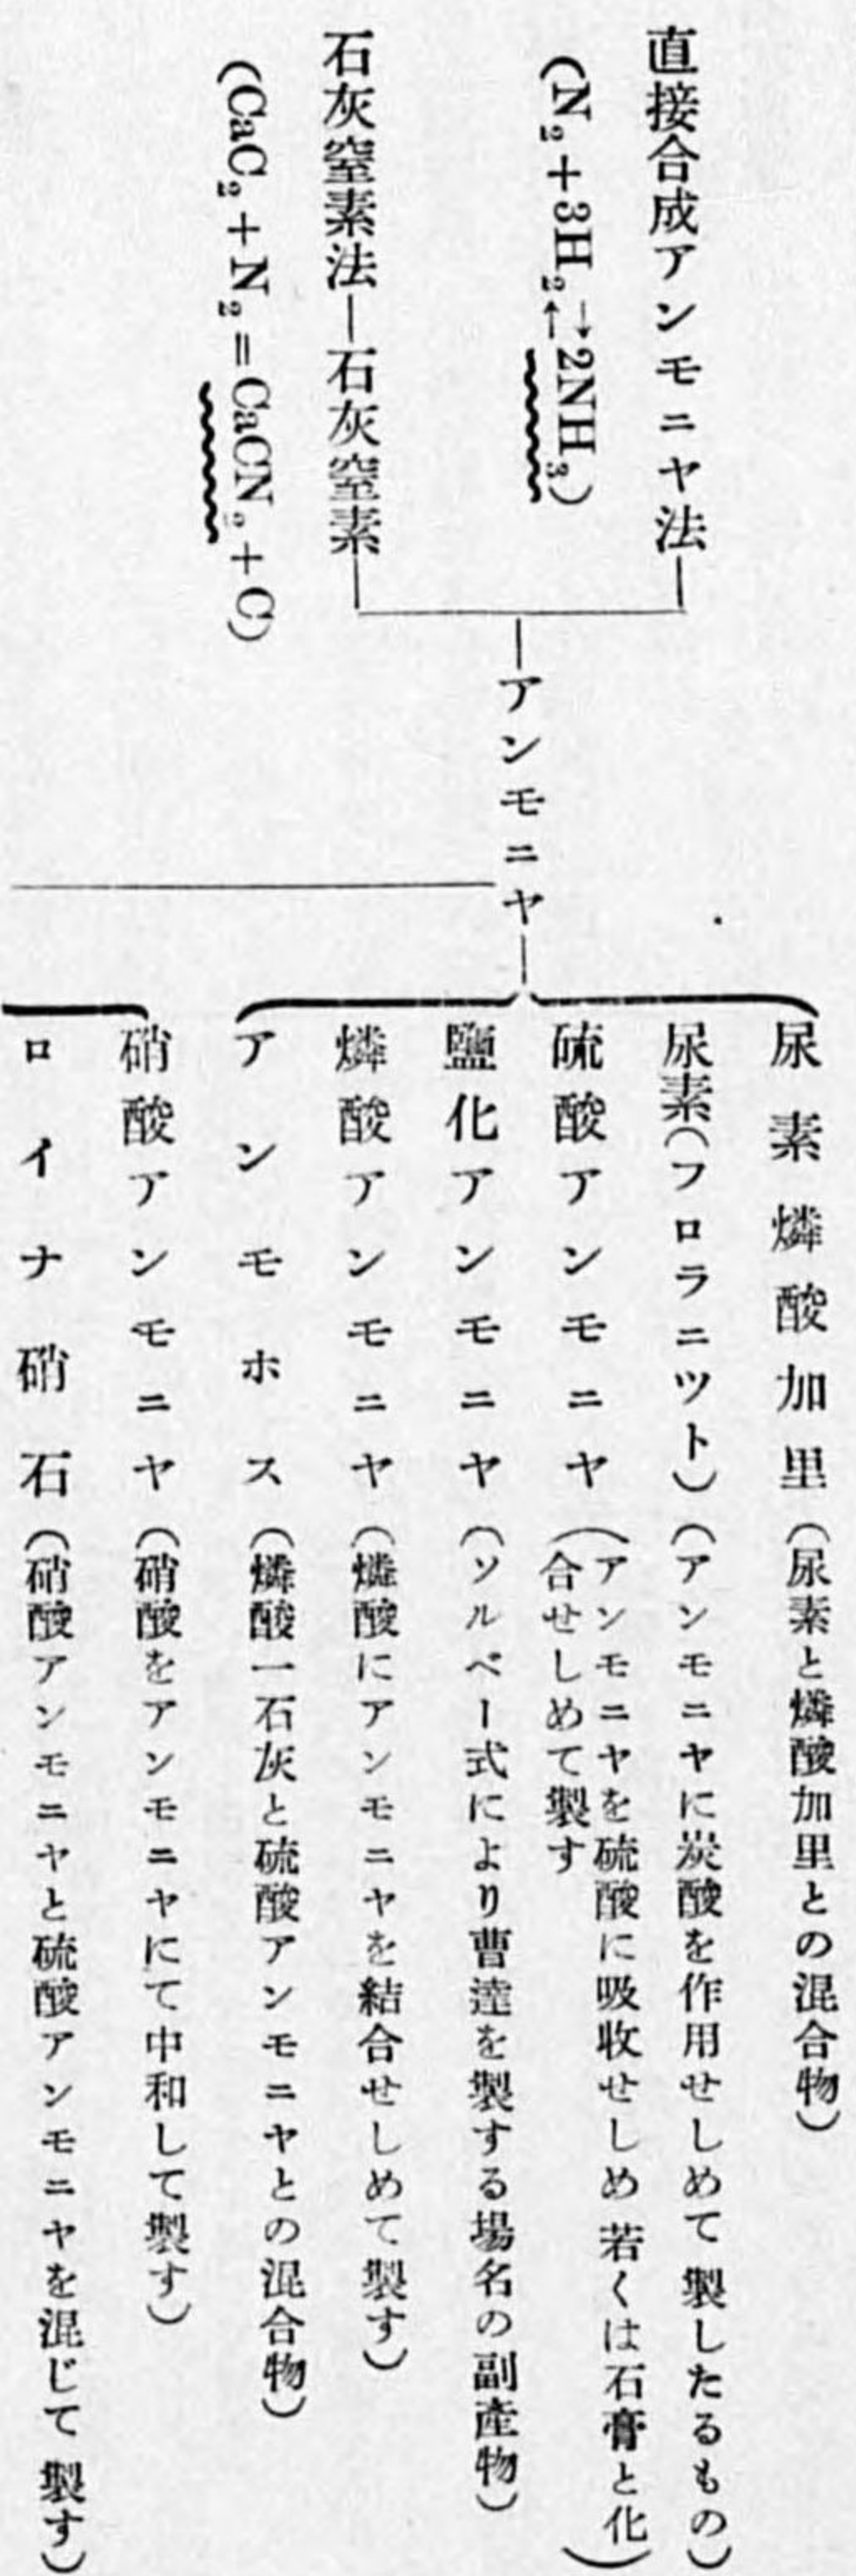 直接合成アンモニヤ法
(N₂+3H₂⇄2NH₃)
石灰窒素法―石灰窒素
(CaC₂+N₂=CaCN₂+C)
アンモニヤ
尿素燐酸加里(尿素と燐酸加里との混合物)
尿素(フロラニツト)(アンモニヤに炭酸を作用せしめて製したるもの)
硫酸アンモニヤ(アンモニヤを硫酸に吸收せしめ若くは石膏と化
合せしめて製す)
鹽化アンモニヤ(ソルベー式により曹達を製する場名の副產物)
燐酸アンモニヤ(燐酸にアンモニヤを結合せしめて製す)
アンモホス(燐酸一石灰と硫酸アンモニヤとの混合物)
硝酸アンモニヤ(硝酸をアンモニヤにて中和して製す)
ロイナ硝石(硝酸アンモニヤと硫酸アンモニヤを混じて製す)